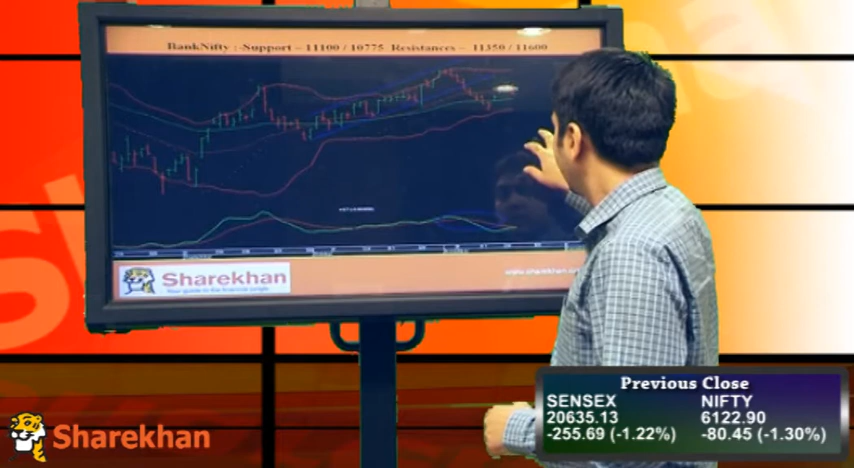 BankNifty :-Support – 11100 / 10775 Resistances – 11350 / 11600
Sharekhan
Your guide to the financial jungle
www.sharekhan
Previous Close
SENSEX NIFTY
20635.13 6122.90
-255.69 (-1.22%) -80.45 (-1.30%)
Sharekhan